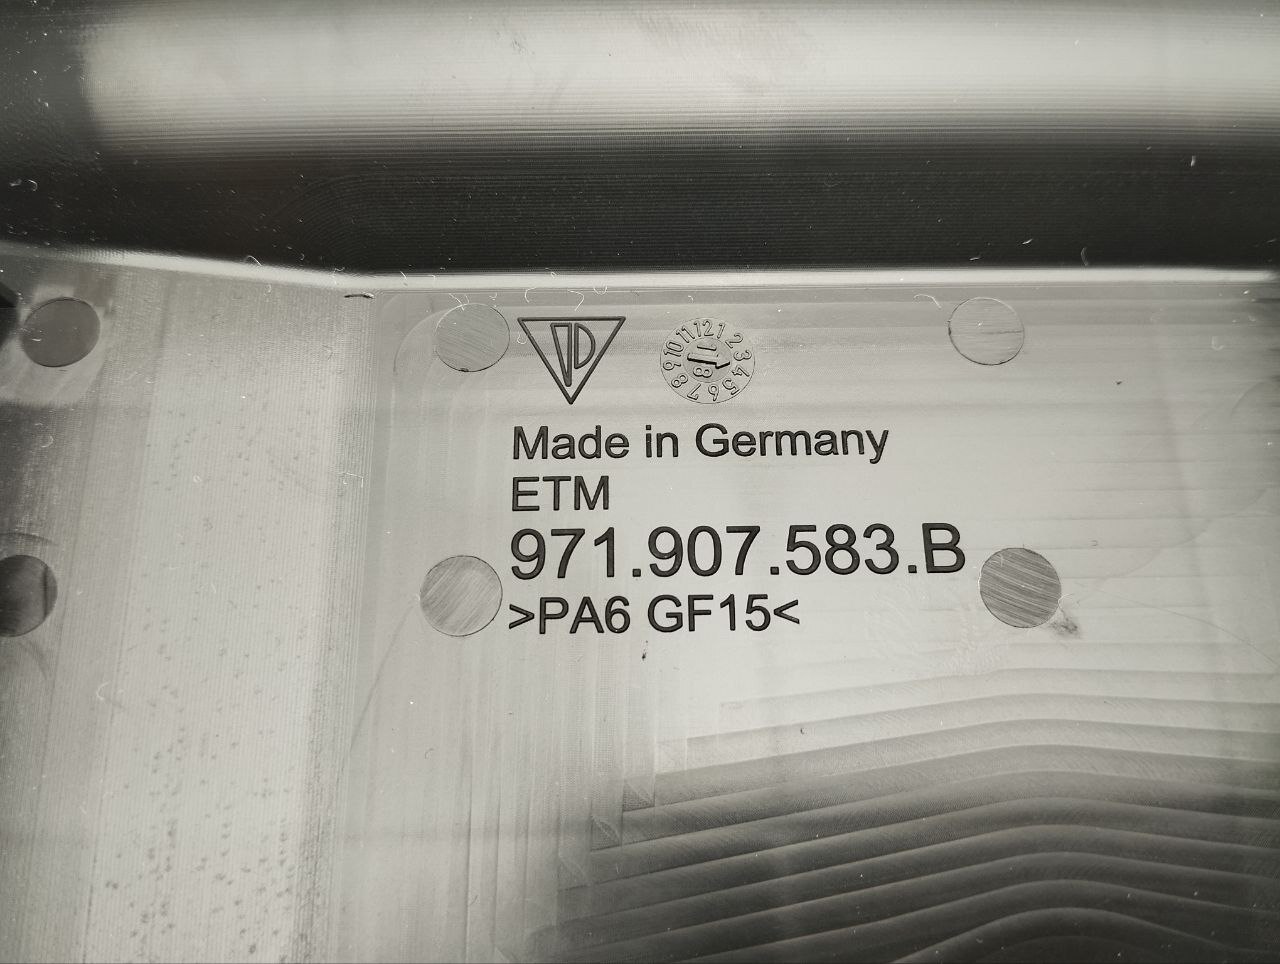 Made in Germany
ETM
971.907.583.B
>PA6 GF15<